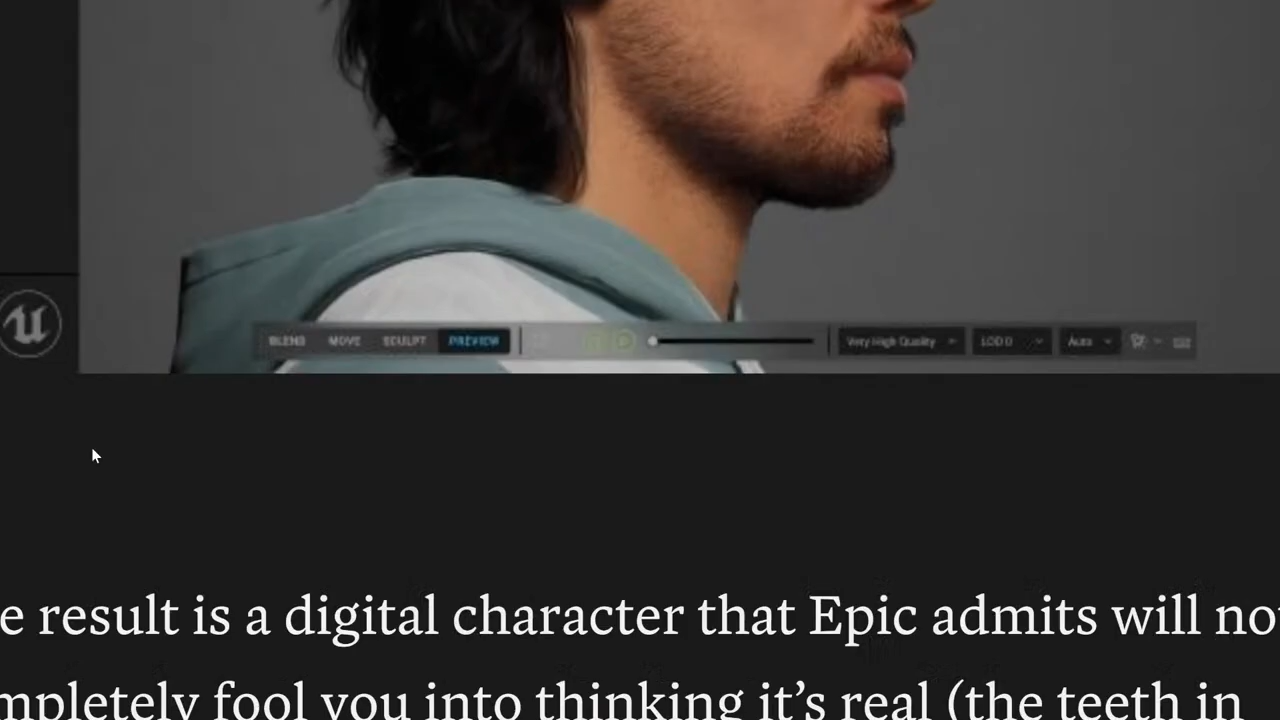 BLEND MOVE SCULPT PREVIEW Very High Quality LOD 0 Auto
e result is a digital character that Epic admits will no
mpletely fool you into thinking it's real (the teeth in